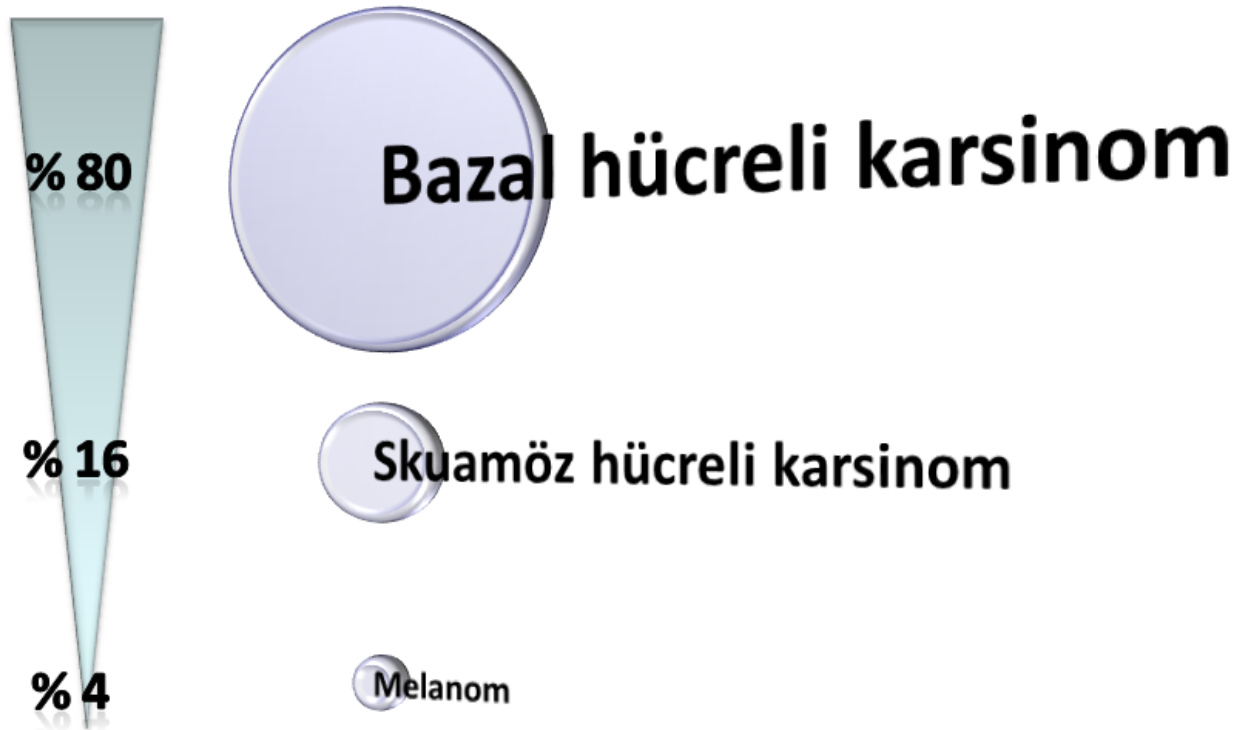 % 80
Bazal hücreli karsinom
% 16
Skuamöz hücreli karsinom
% 4
Melanom